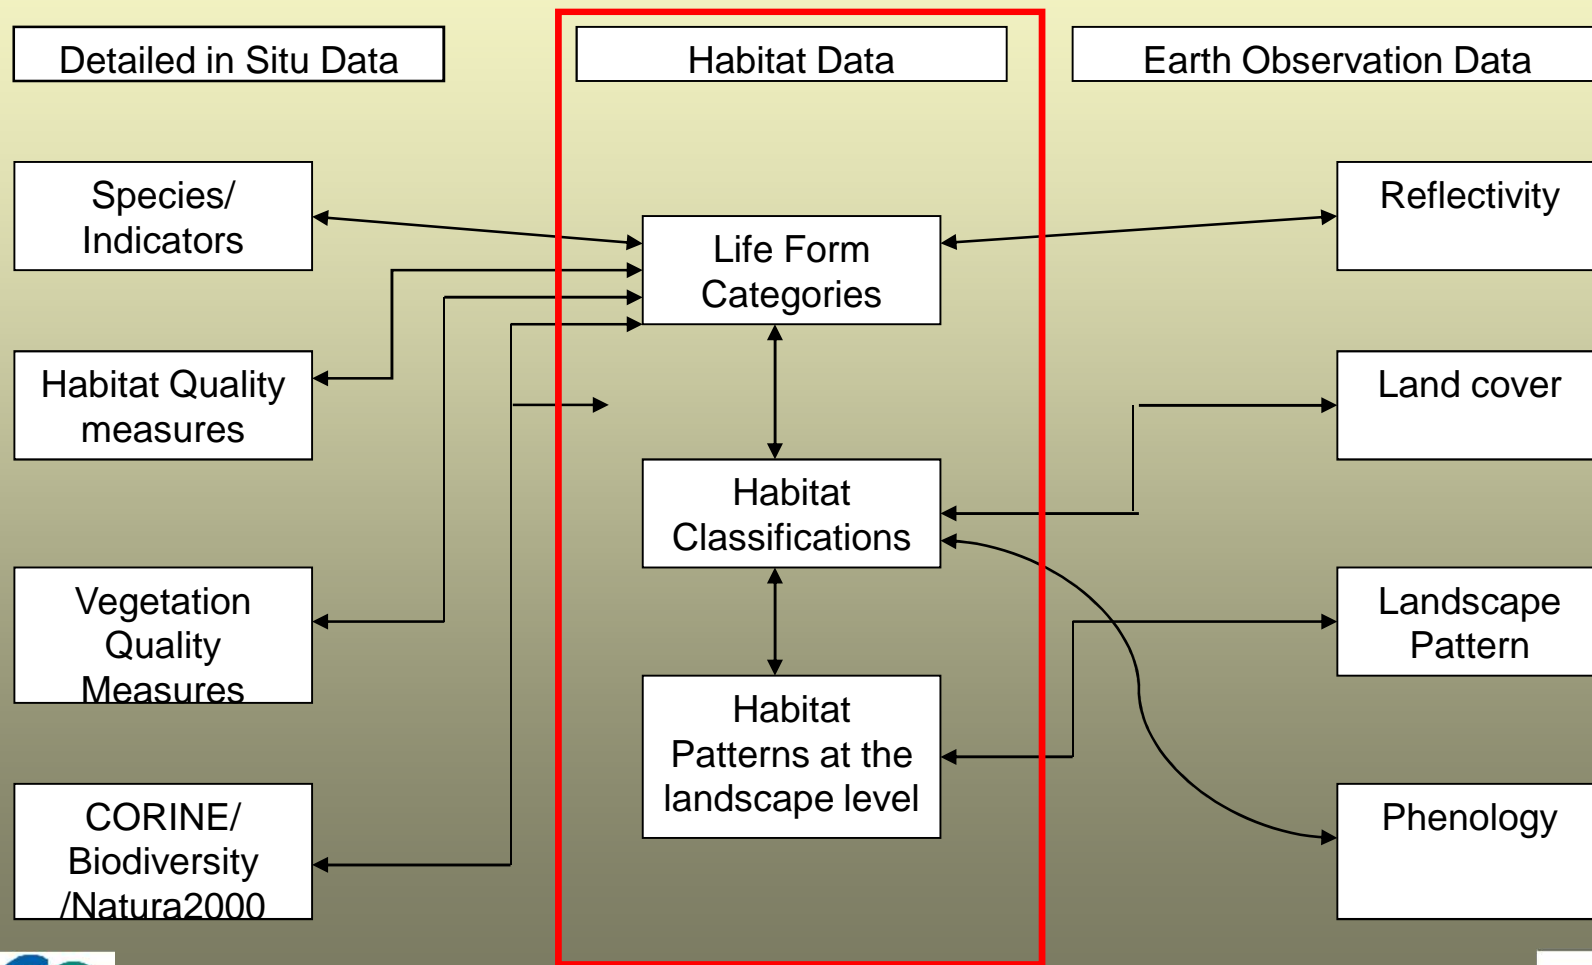 Detailed in Situ Data
Habitat Data
Earth Observation Data
Species/
Indicators
Habitat Quality
measures
Vegetation
Quality
Measures
CORINE/
Biodiversity
/Natura2000
Life Form
Categories
Habitat
Classifications
Habitat
Patterns at the
landscape level
Reflectivity
Land cover
Landscape
Pattern
Phenology